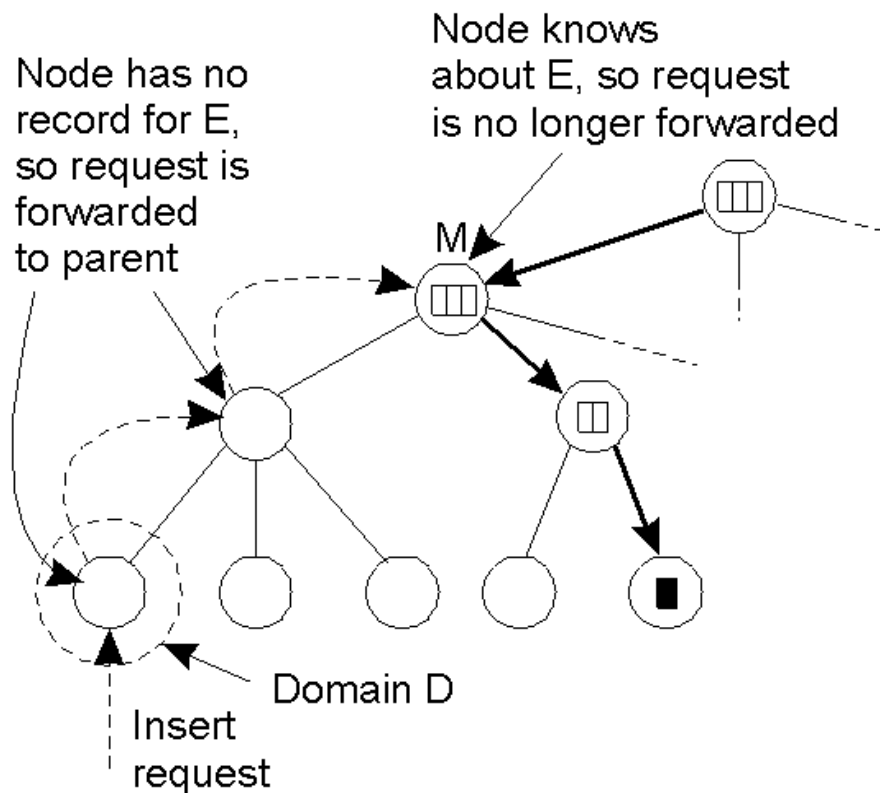 Node has no
record for E,
so request is
forwarded
to parent
Node knows
about E, so request
is no longer forwarded
M
Domain D
Insert
request